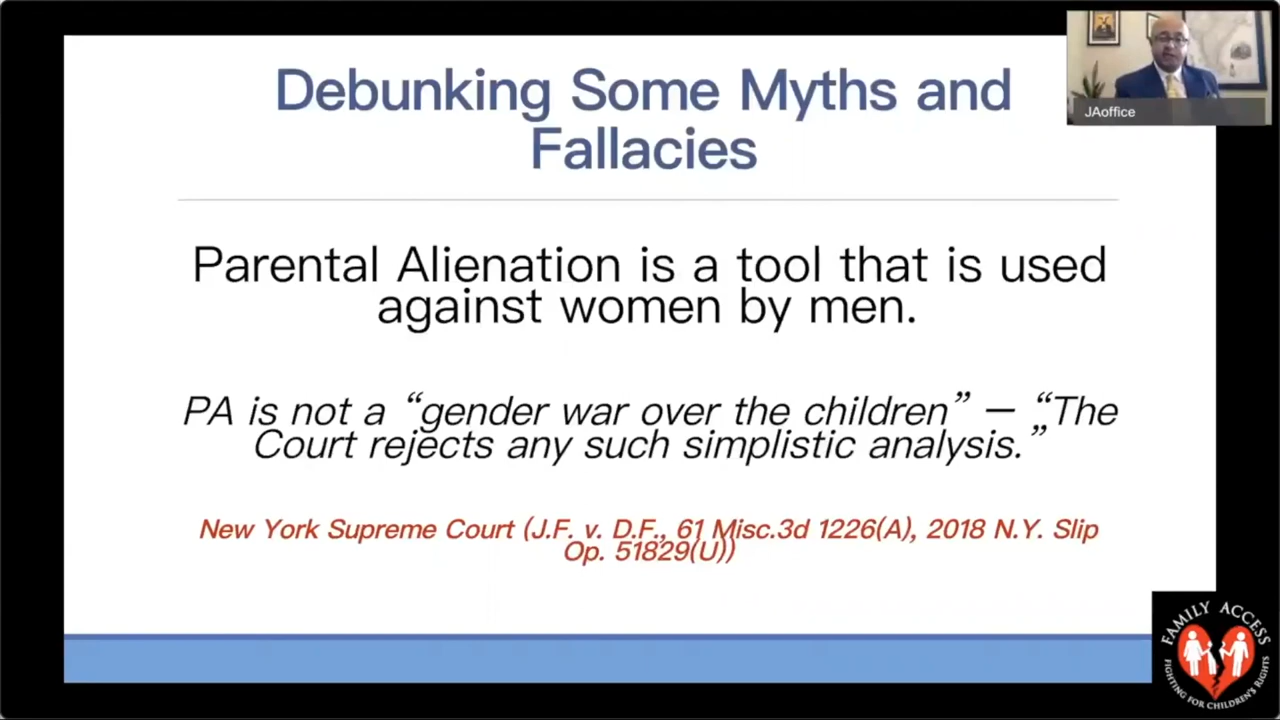 Debunking Some Myths and
Fallacies
JAoffice
Parental Alienation is a tool that is used
against women by men.
PA is not a “gender war over the children” – “The
Court rejects any such simplistic analysis.”
New York Supreme Court (J.F. v. D.F., 61 Misc.3d 1226(A), 2018 N.Y. Slip
Op. 51829(U))
FAMILY ACCESS
FIGHTING FOR CHILDREN'S RIGHTS